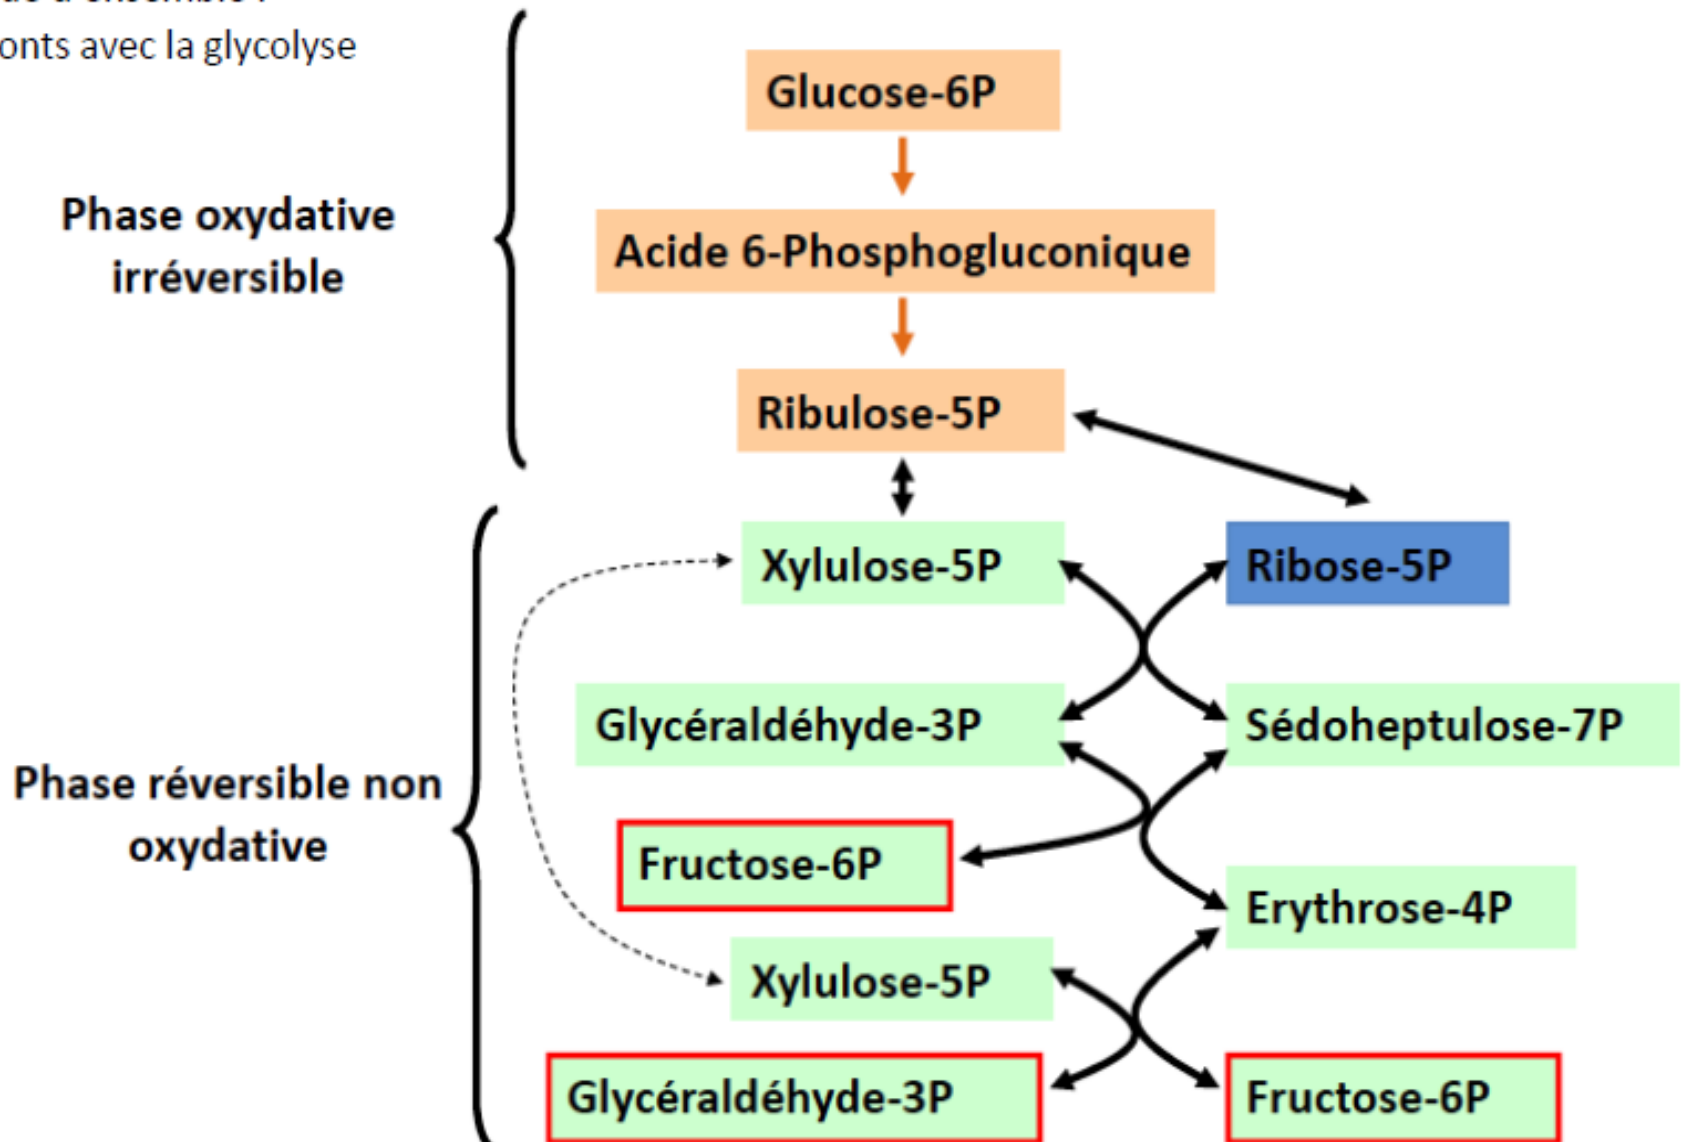 onts avec la glycolyse
Glucose-6P
Phase oxydative
irréversible
Acide 6-Phosphogluconique
Ribulose-5P
Xylulose-5P
Ribose-5P
Glycéraldéhyde-3P
Sédoheptulose-7P
Phase réversible non
oxydative
Fructose-6P
Erythrose-4P
Xylulose-5P
Glycéraldéhyde-3P
Fructose-6P